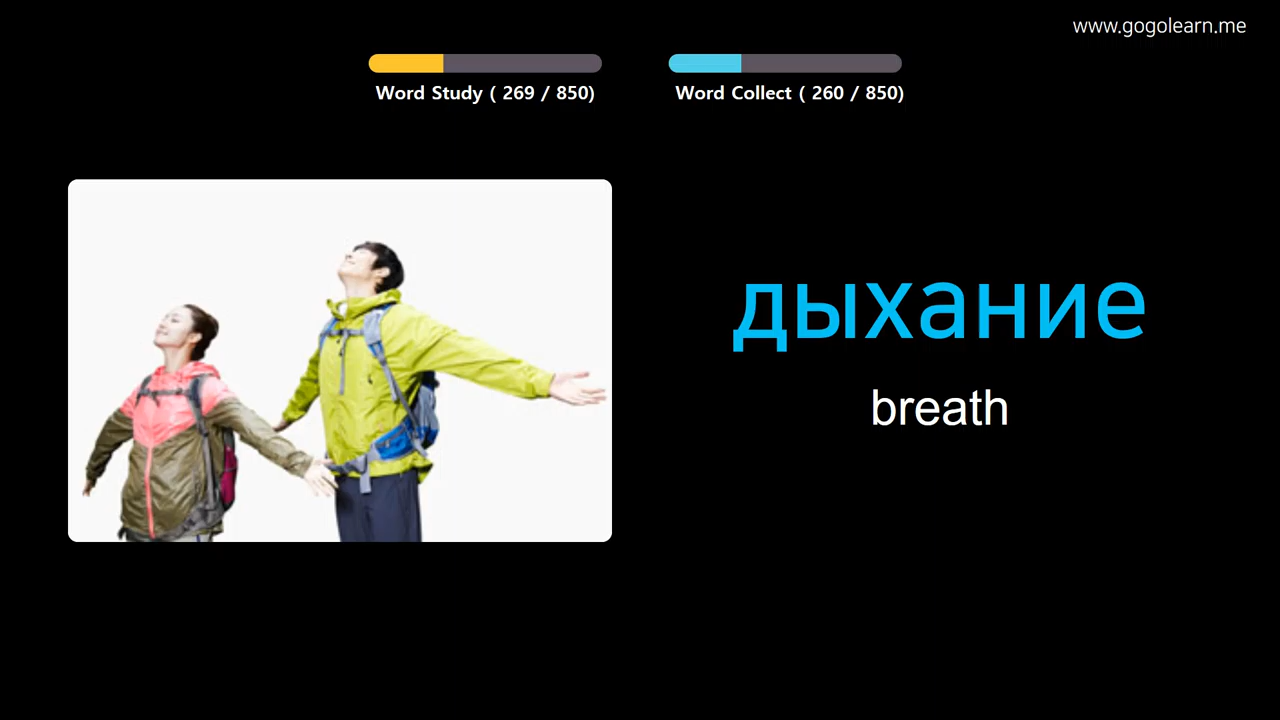 www.gogolearn.me
Word Study ( 269 / 850)
Word Collect ( 260 / 850)
дыхание
breath